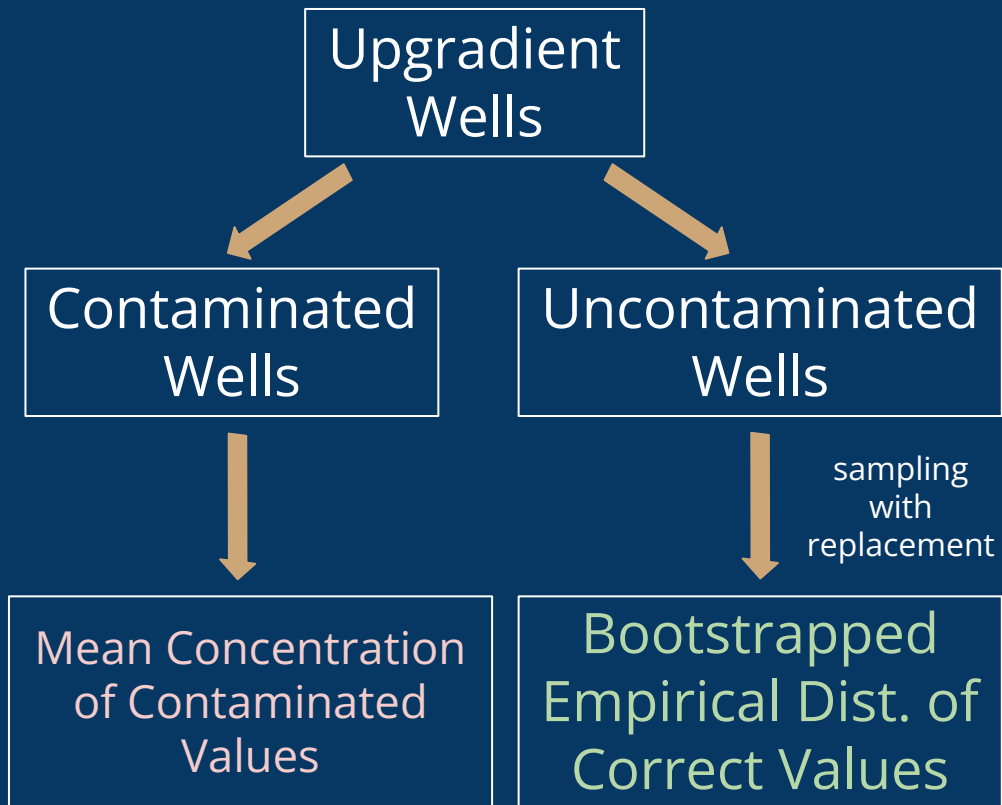 Upgradient
Wells
Contaminated
Wells
Uncontaminated
Wells
sampling
with
replacement
Mean Concentration
of Contaminated
Values
Bootstrapped
Empirical Dist. of
Correct Values